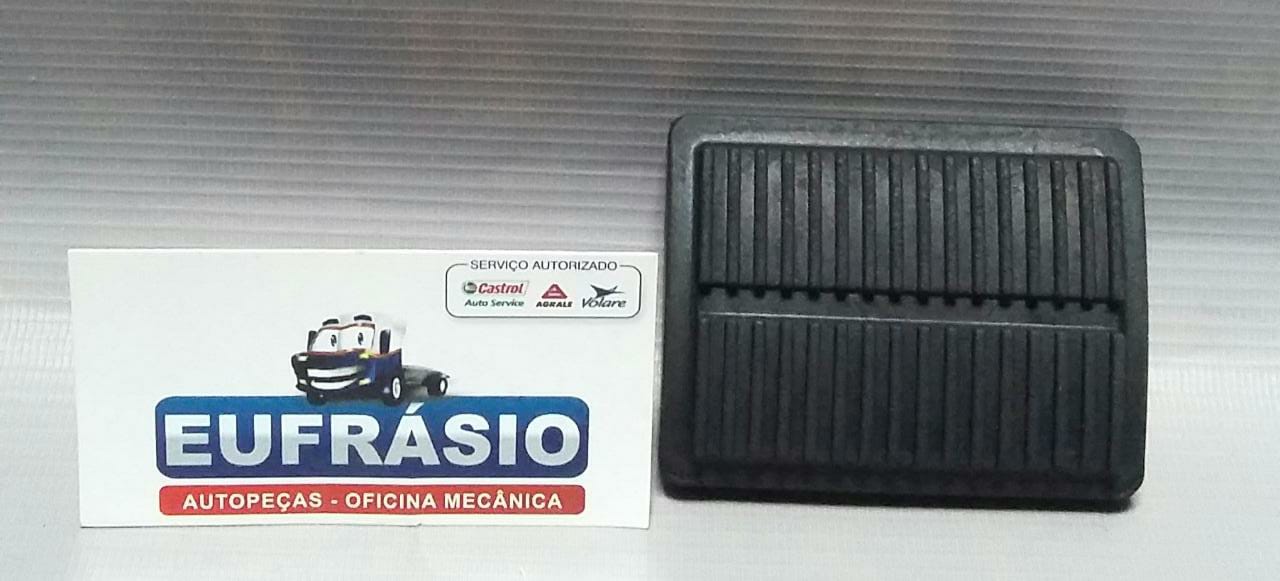 SERVIÇO AUTORIZADO
Castrol
Auto Service
AGRALE
Volare
EUFRÁSIO
AUTOPEÇAS - OFICINA MECÂNICA